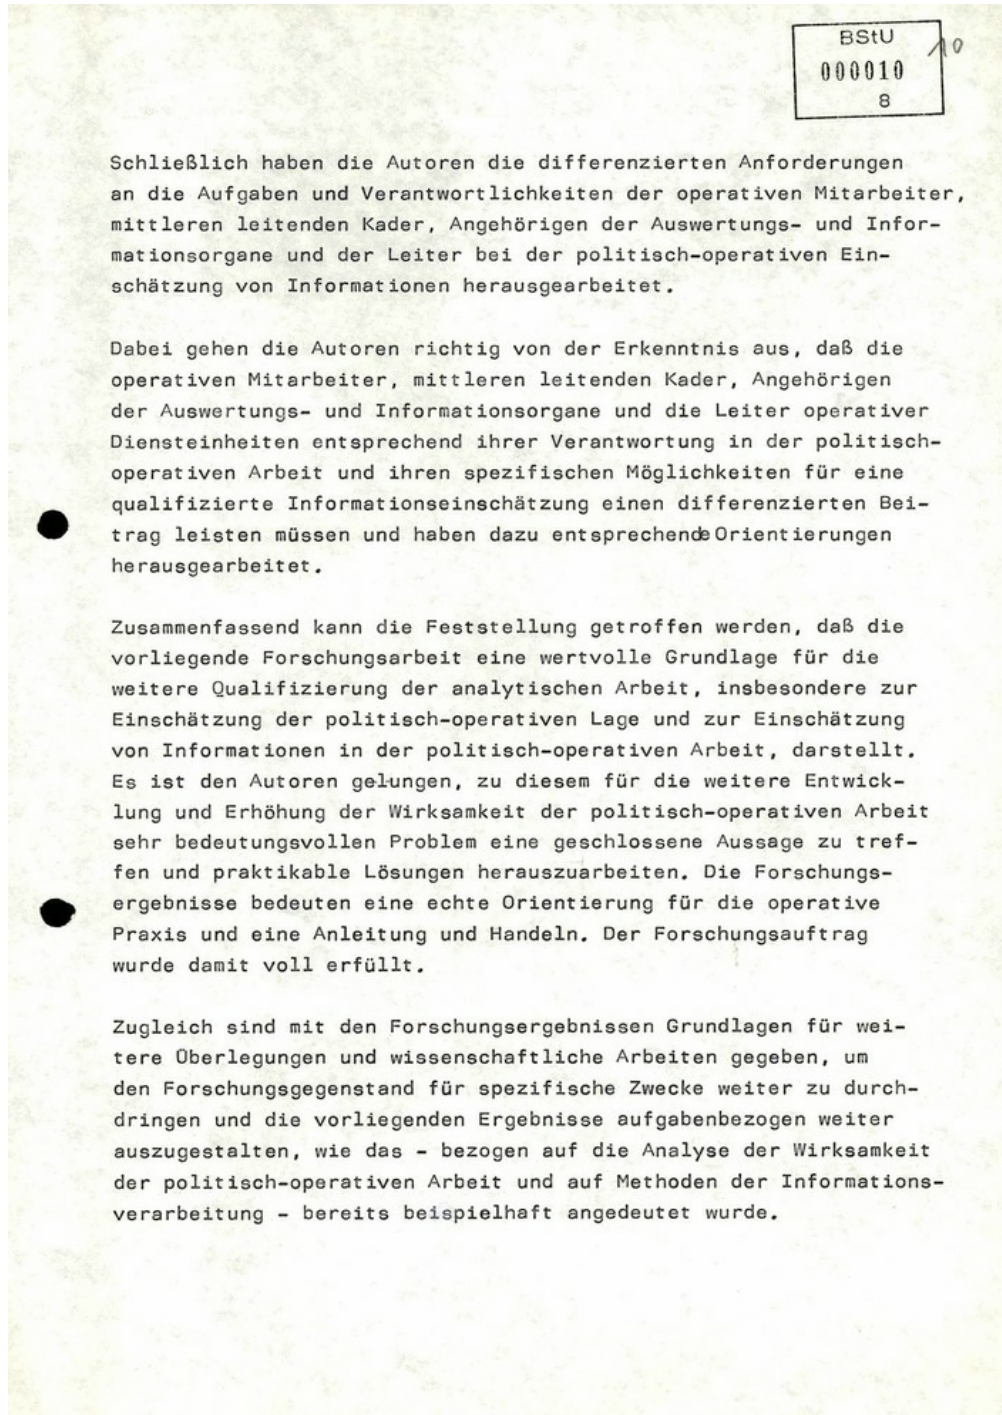 BStU
10
000010
8
Schließlich haben die Autoren die differenzierten Anforderungen
an die Aufgaben und Verantwortlichkeiten der operativen Mitarbeiter,
mittleren leitenden Kader, Angehörigen der Auswertungs- und Infor-
mationsorgane und der Leiter bei der politisch-operativen Ein-
schätzung von Informationen herausgearbeitet.
Dabei gehen die Autoren richtig von der Erkenntnis aus, daß die
operativen Mitarbeiter, mittleren leitenden Kader, Angehörigen
der Auswertungs- und Informationsorgane und die Leiter operativer
Diensteinheiten entsprechend ihrer Verantwortung in der politisch-
operativen Arbeit und ihren spezifischen Möglichkeiten für eine
qualifizierte Informationseinschätzung einen differenzierten Bei-
trag leisten müssen und haben dazu entsprechende Orientierungen
herausgearbeitet.
Zusammenfassend kann die Feststellung getroffen werden, daß die
vorliegende Forschungsarbeit eine wertvolle Grundlage für die
weitere Qualifizierung der analytischen Arbeit, insbesondere zur
Einschätzung der politisch-operativen Lage und zur Einschätzung
von Informationen in der politisch-operativen Arbeit, darstellt.
Es ist den Autoren gelungen, zu diesem für die weitere Entwick-
lung und Erhöhung der Wirksamkeit der politisch-operativen Arbeit
sehr bedeutungsvollen Problem eine geschlossene Aussage zu tref-
fen und praktikable Lösungen herauszuarbeiten. Die Forschungs-
ergebnisse bedeuten eine echte Orientierung für die operative
Praxis und eine Anleitung und Handeln. Der Forschungsauftrag
wurde damit voll erfüllt.
Zugleich sind mit den Forschungsergebnissen Grundlagen für wei-
tere Überlegungen und wissenschaftliche Arbeiten gegeben, um
den Forschungsgegenstand für spezifische Zwecke weiter zu durch-
dringen und die vorliegenden Ergebnisse aufgabenbezogen weiter
auszugestalten, wie das - bezogen auf die Analyse der Wirksamkeit
der politisch-operativen Arbeit und auf Methoden der Informations-
verarbeitung - bereits beispielhaft angedeutet wurde.